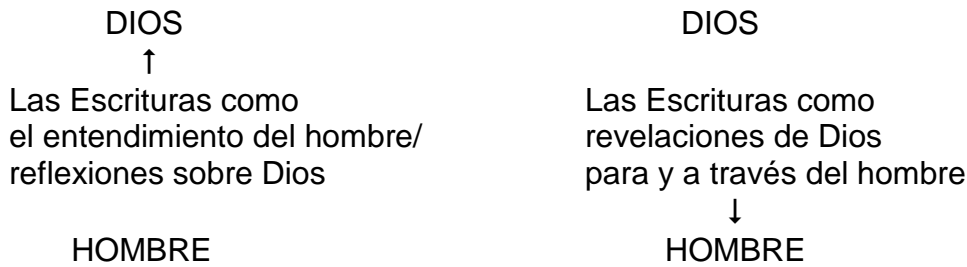 DIOS
↑
Las Escrituras como
el entendimiento del hombre/
reflexiones sobre Dios
HOMBRE
DIOS
Las Escrituras como
revelaciones de Dios
para y a través del hombre
↓
HOMBRE